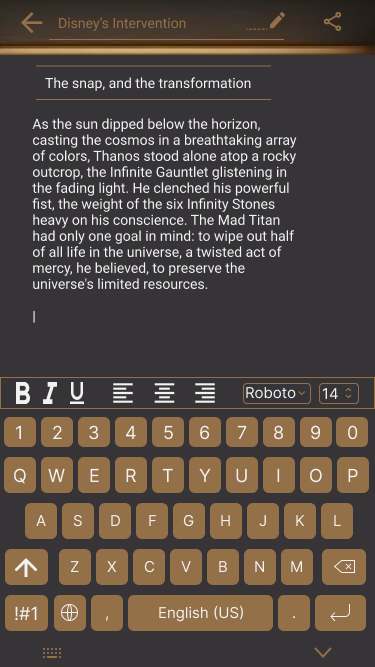 Disney's Intervention
The snap, and the transformation
As the sun dipped below the horizon,
casting the cosmos in a breathtaking array
of colors, Thanos stood alone atop a rocky
outcrop, the Infinite Gauntlet glistening in
the fading light. He clenched his powerful
fist, the weight of the six Infinity Stones
heavy on his conscience. The Mad Titan
had only one goal in mind: to wipe out half
of all life in the universe, a twisted act of
mercy, he believed, to preserve the
universe's limited resources.
B I U Roboto 14
1 2 3 4 5 6 7 8 9 0
Q W E R T Y U I O P
A S D F G H J K L
Z X C V B N M
!#1 , English (US) .